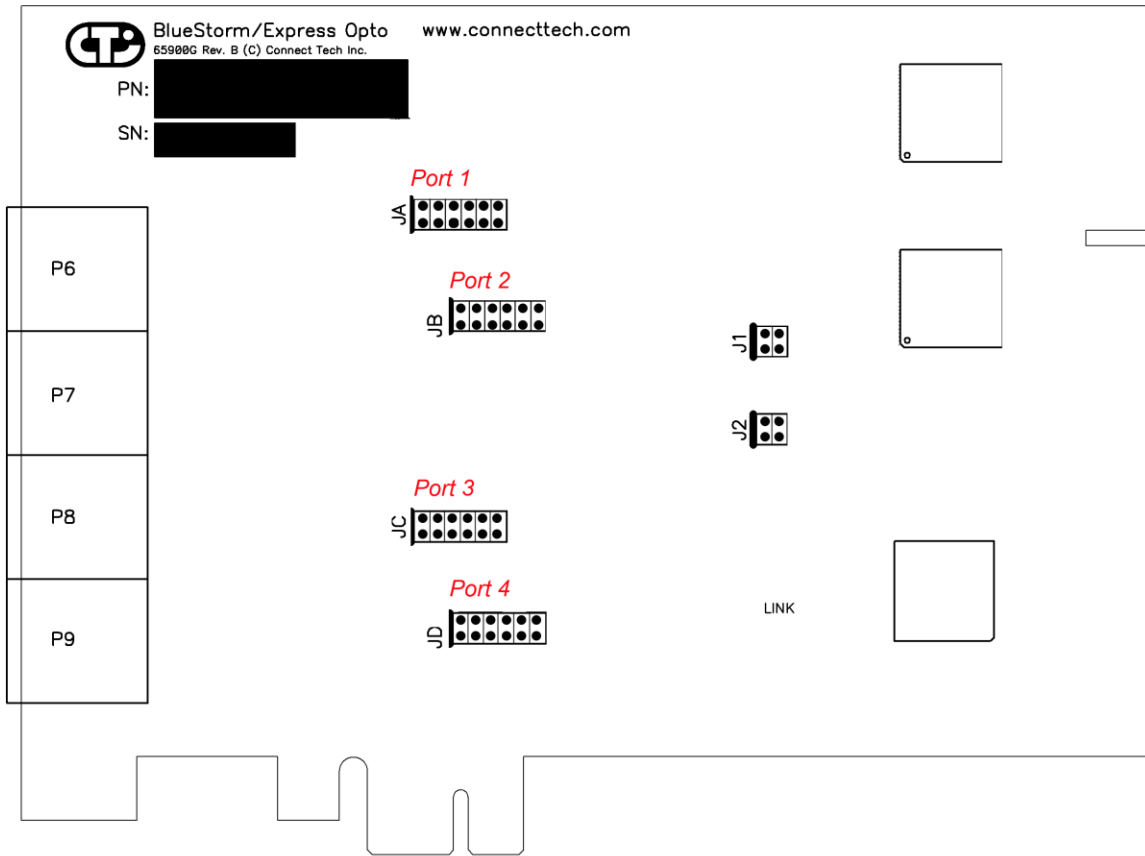 CTi
BlueStorm/Express Opto www.connecttech.com
65900G Rev. B (C) Connect Tech Inc.
PN:
SN:
Port 1
JA
P6
Port 2
JB
J1
P7
J2
Port 3
P8
JC
Port 4
LINK
JD
P9